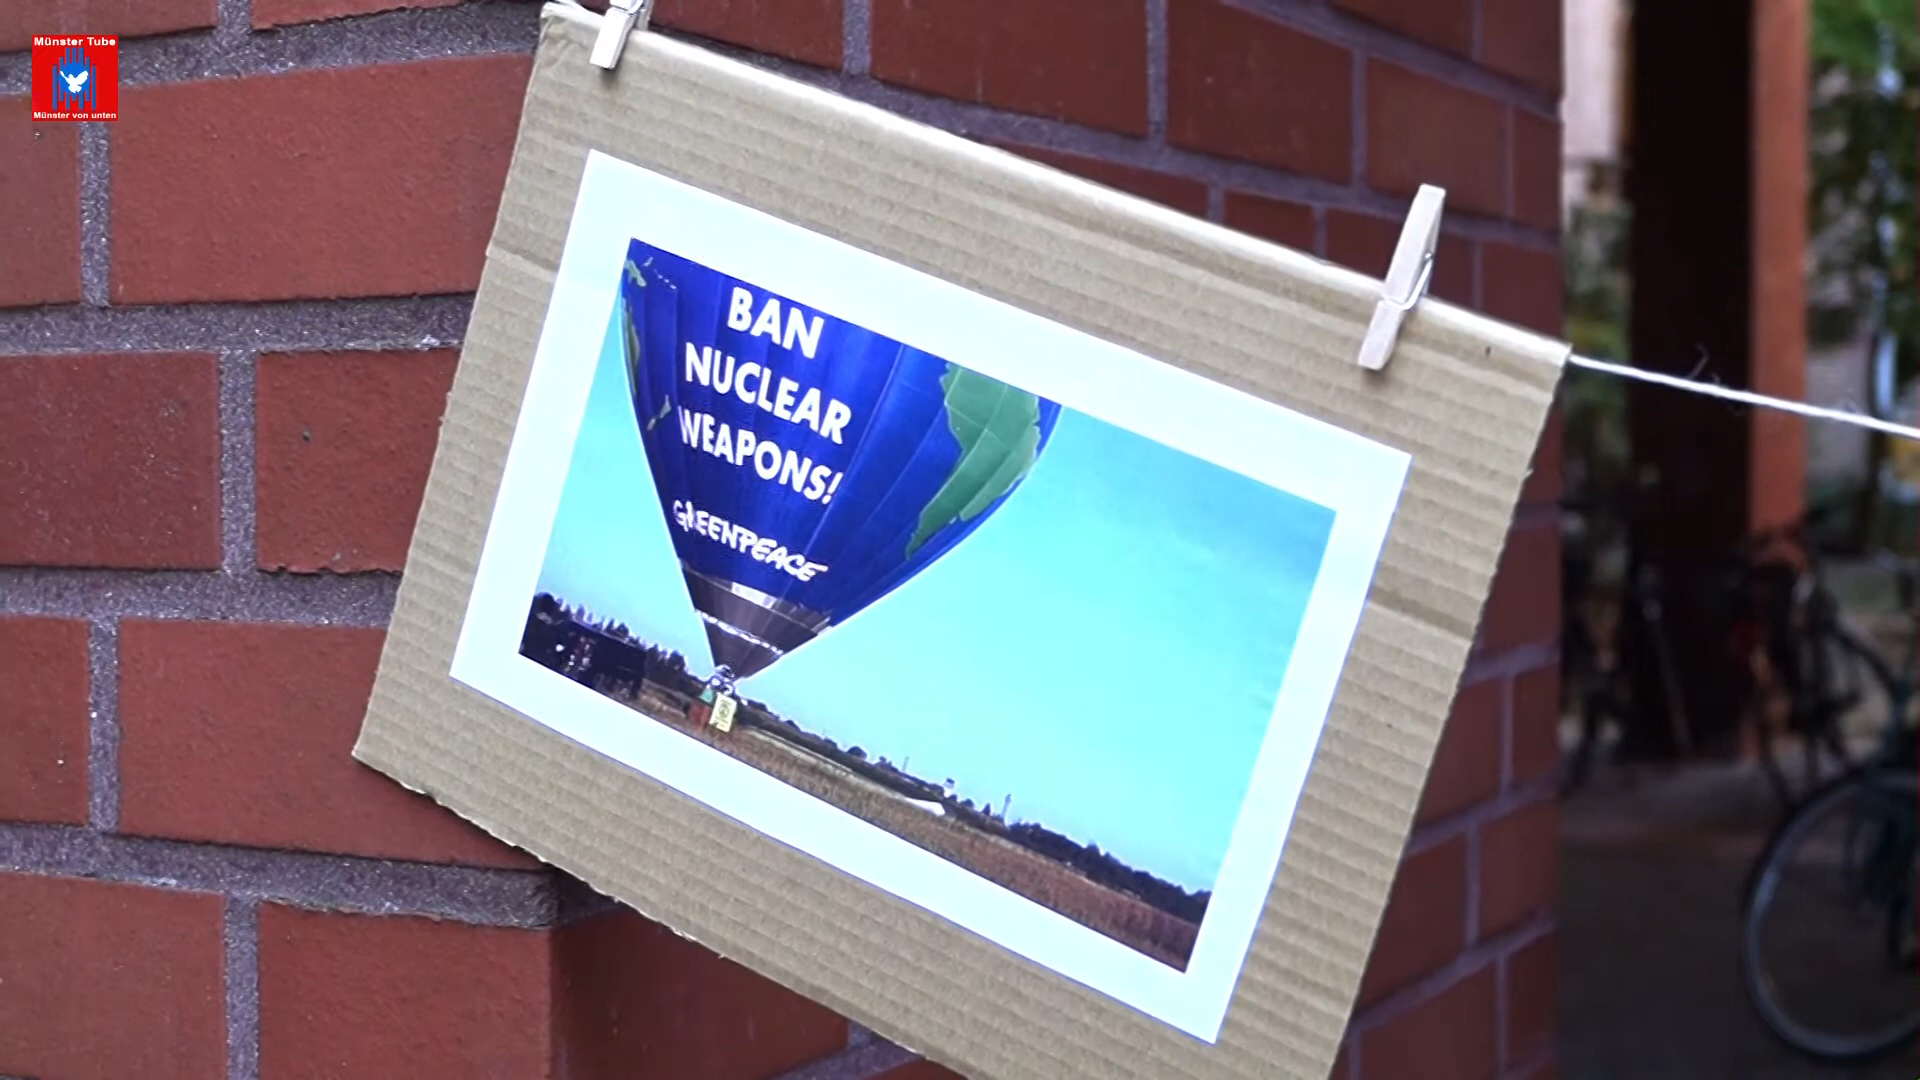 Münster Tube
Münster von unten
BAN
NUCLEAR
WEAPONS!
GREENPEACE